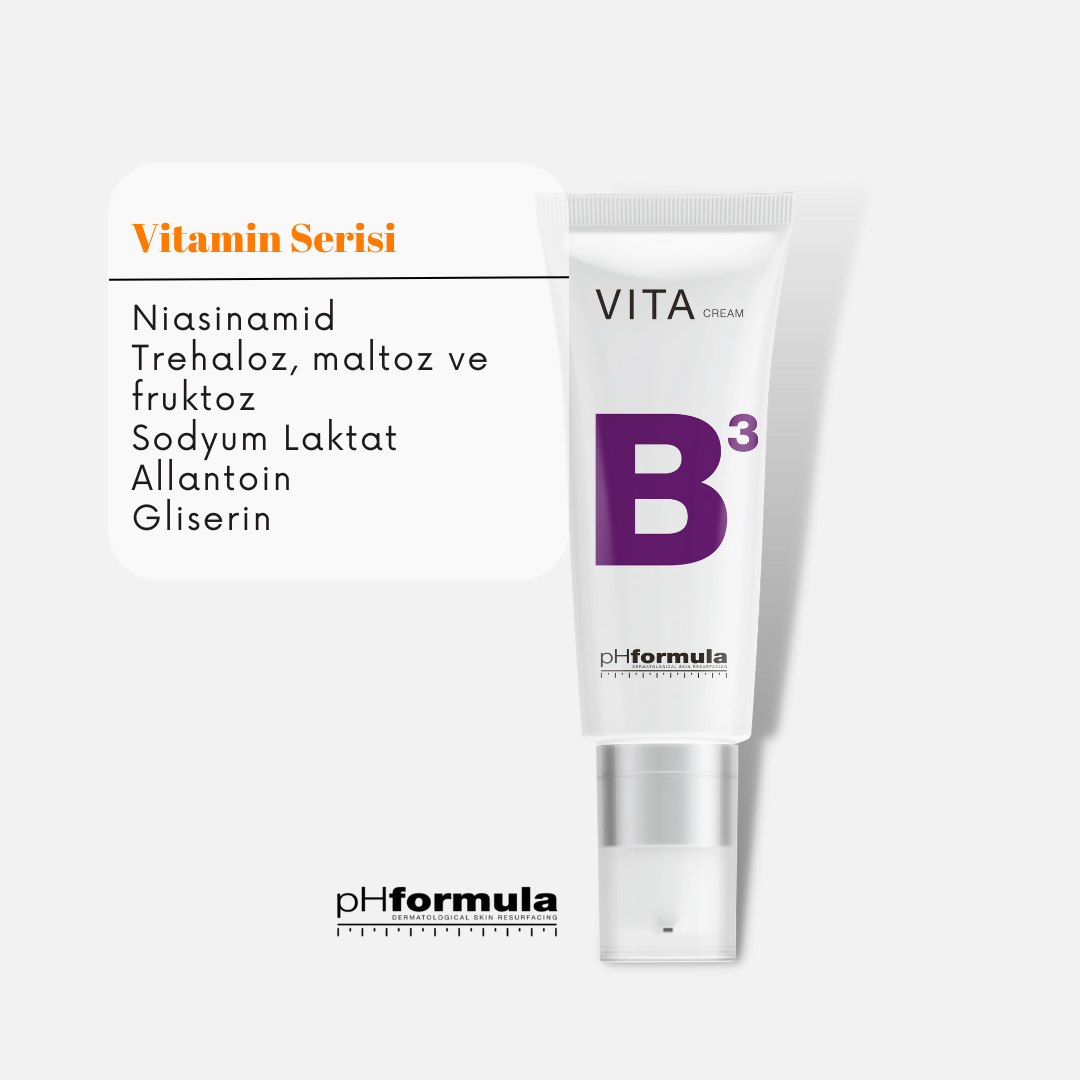 Vitamin Serisi
Niasinamid
Trehaloz, maltoz ve
fruktoz
Sodyum Laktat
Allantoin
Gliserin
VITA CREAM
B³
pHformula
DERMATOLOGICAL SKIN RESURFACING
pHformula
DERMATOLOGICAL SKIN RESURFACING